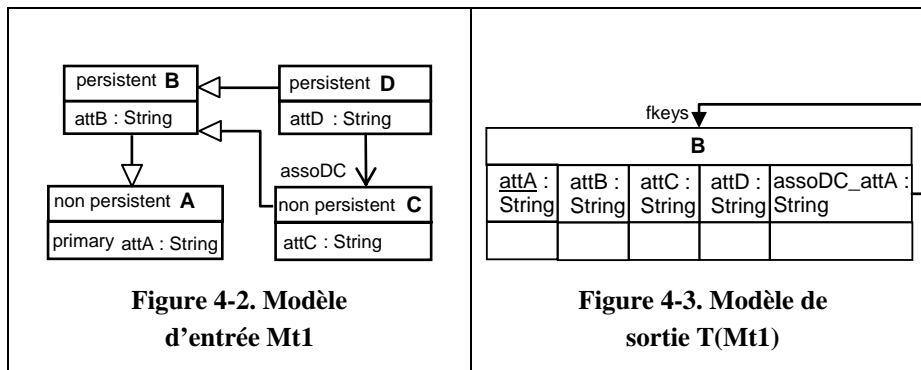 persistent B
attB : String
persistent D
attD : String
assoDC
non persistent A
primary attA : String
non persistent C
attC : String
Figure 4-2. Modèle
d'entrée Mt1
fkeys
B
attA : String
attB : String
attC : String
attD : String
assoDC_attA : String
Figure 4-3. Modèle de
sortie T(Mt1)